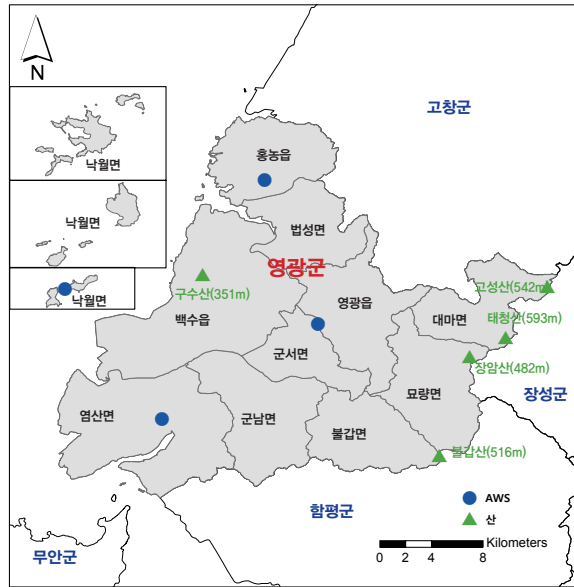 N
고창군
낙월면
홍농읍
낙월면
법성면
영광군
낙월면
구수산(351m)
영광읍
고성산(542m)
대마면
태청산(593m)
백수읍
군서면
장암산(482m)
장성군
염산면
군남면
불갑면
묘량면
불갑산(516m)
함평군
AWS
산
무안군
Kilometers
0 2 4 8